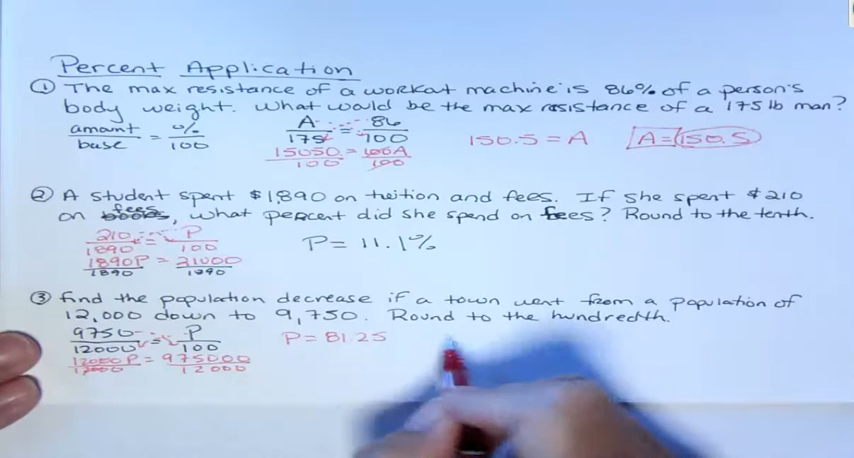 Percent Application
① The max resistance of a workout machine is 86% of a person's
body weight. What would be the max resistance of a 175 lb man?
amount/base = %/100   A/175 = 86/100   150.5 = A   A = 150.5
15050/100 = 100A/100
② A student spent $1,890 on tuition and fees. If she spent $210
on fees, what percent did she spend on fees? Round to the tenth.
210/1890 = P/100   P = 11.1%
1890P/1890 = 21000/1890
③ Find the population decrease if a town went from a population of
12,000 down to 9,750. Round to the hundredth.
9750/12000 = P/100   P = 81.25
12000P/12000 = 975000/12000